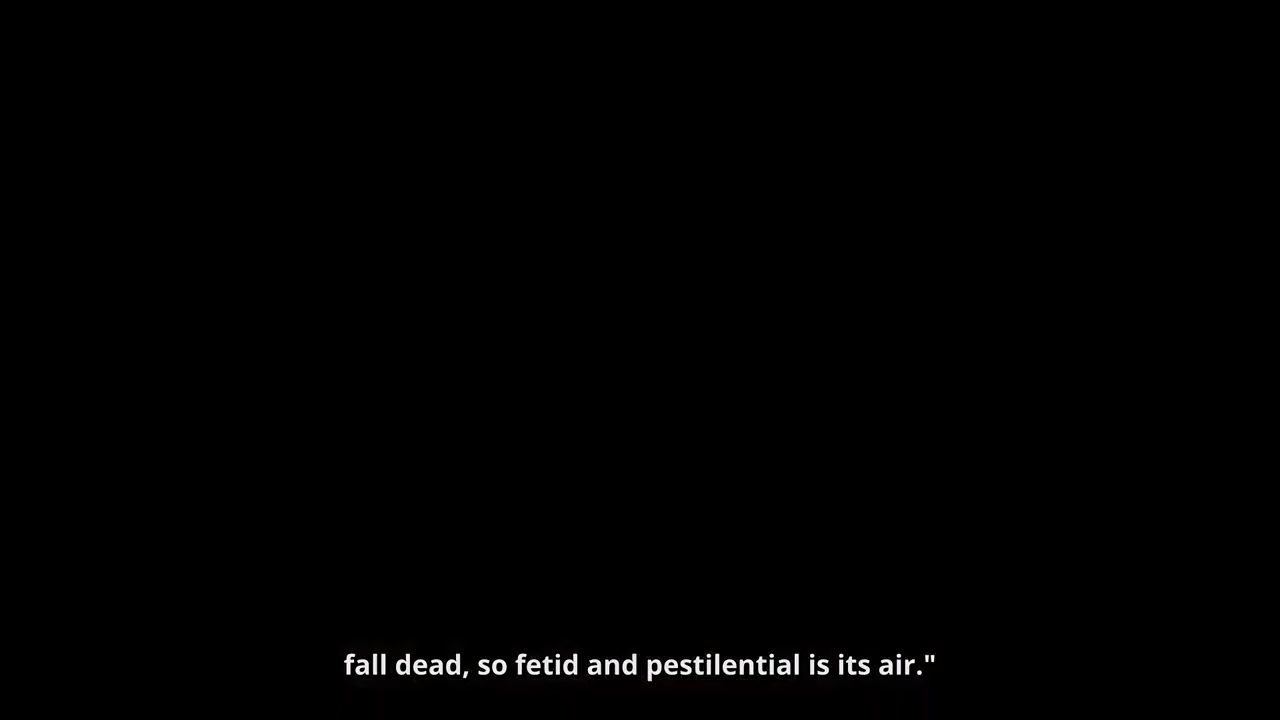 fall dead, so fetid and pestilential is its air."